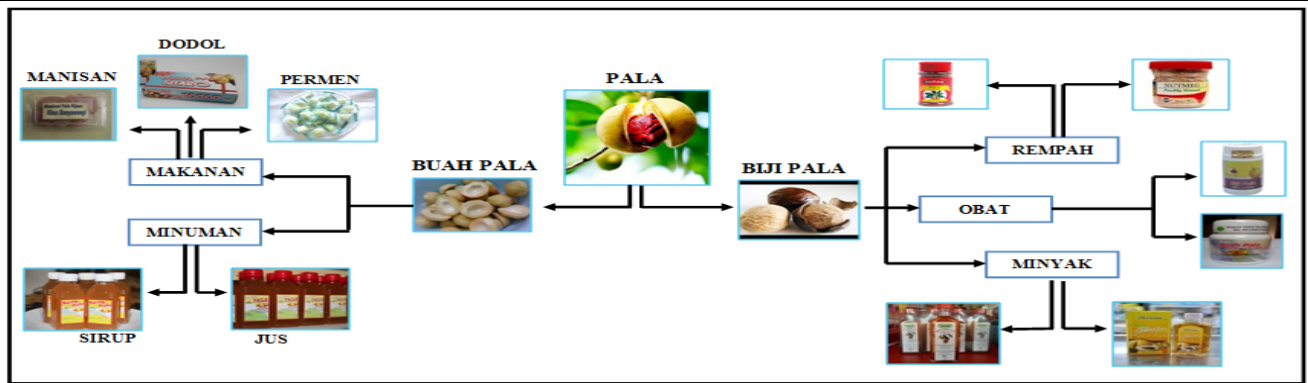 DODOL
MANISAN
PERMEN
PALA
NUTMEG
REMPAH
MAKANAN
BUAH PALA
BIJI PALA
OBAT
MINUMAN
MINYAK
SIRUP
JUS